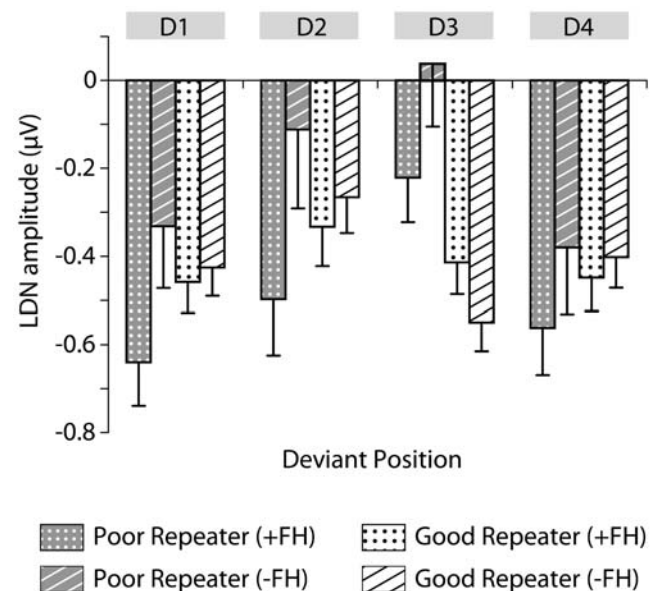 D1 D2 D3 D4
0
-0.2
-0.4
-0.6
-0.8
LDN amplitude (µV)
Deviant Position
Poor Repeater (+FH) Good Repeater (+FH)
Poor Repeater (-FH) Good Repeater (-FH)